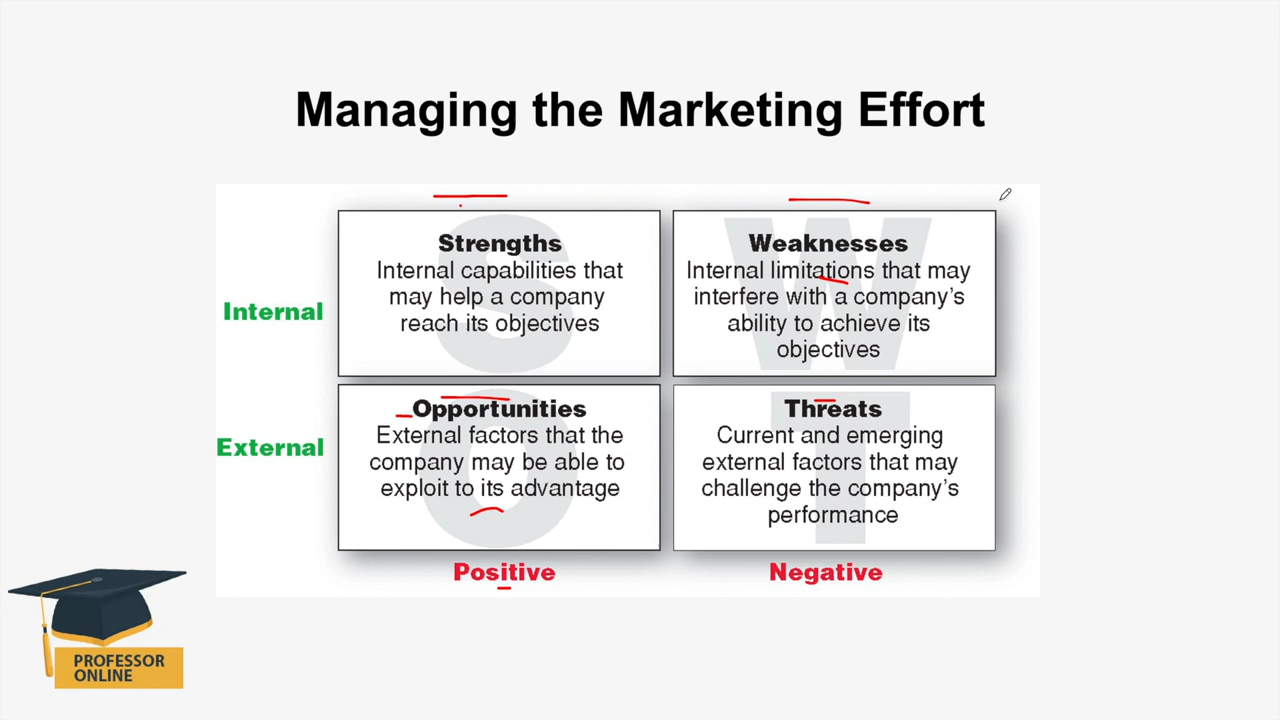 Managing the Marketing Effort
Strengths
Internal capabilities that
may help a company
reach its objectives
Weaknesses
Internal limitations that may
interfere with a company's
ability to achieve its
objectives
Internal
Opportunities
External factors that the
company may be able to
exploit to its advantage
Threats
Current and emerging
external factors that may
challenge the company's
performance
External
Positive
Negative
PROFESSOR
ONLINE
S
W
O
T